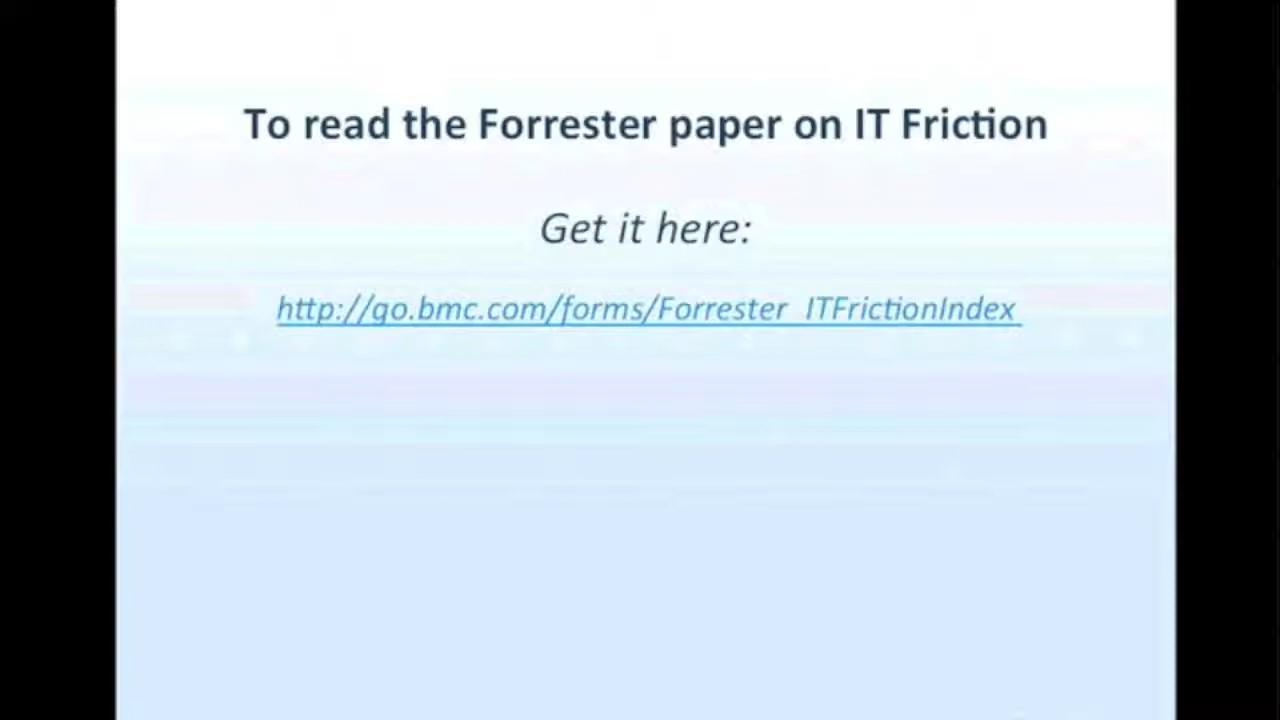 To read the Forrester paper on IT Friction
Get it here:
http://go.bmc.com/forms/Forrester_ITFrictionIndex